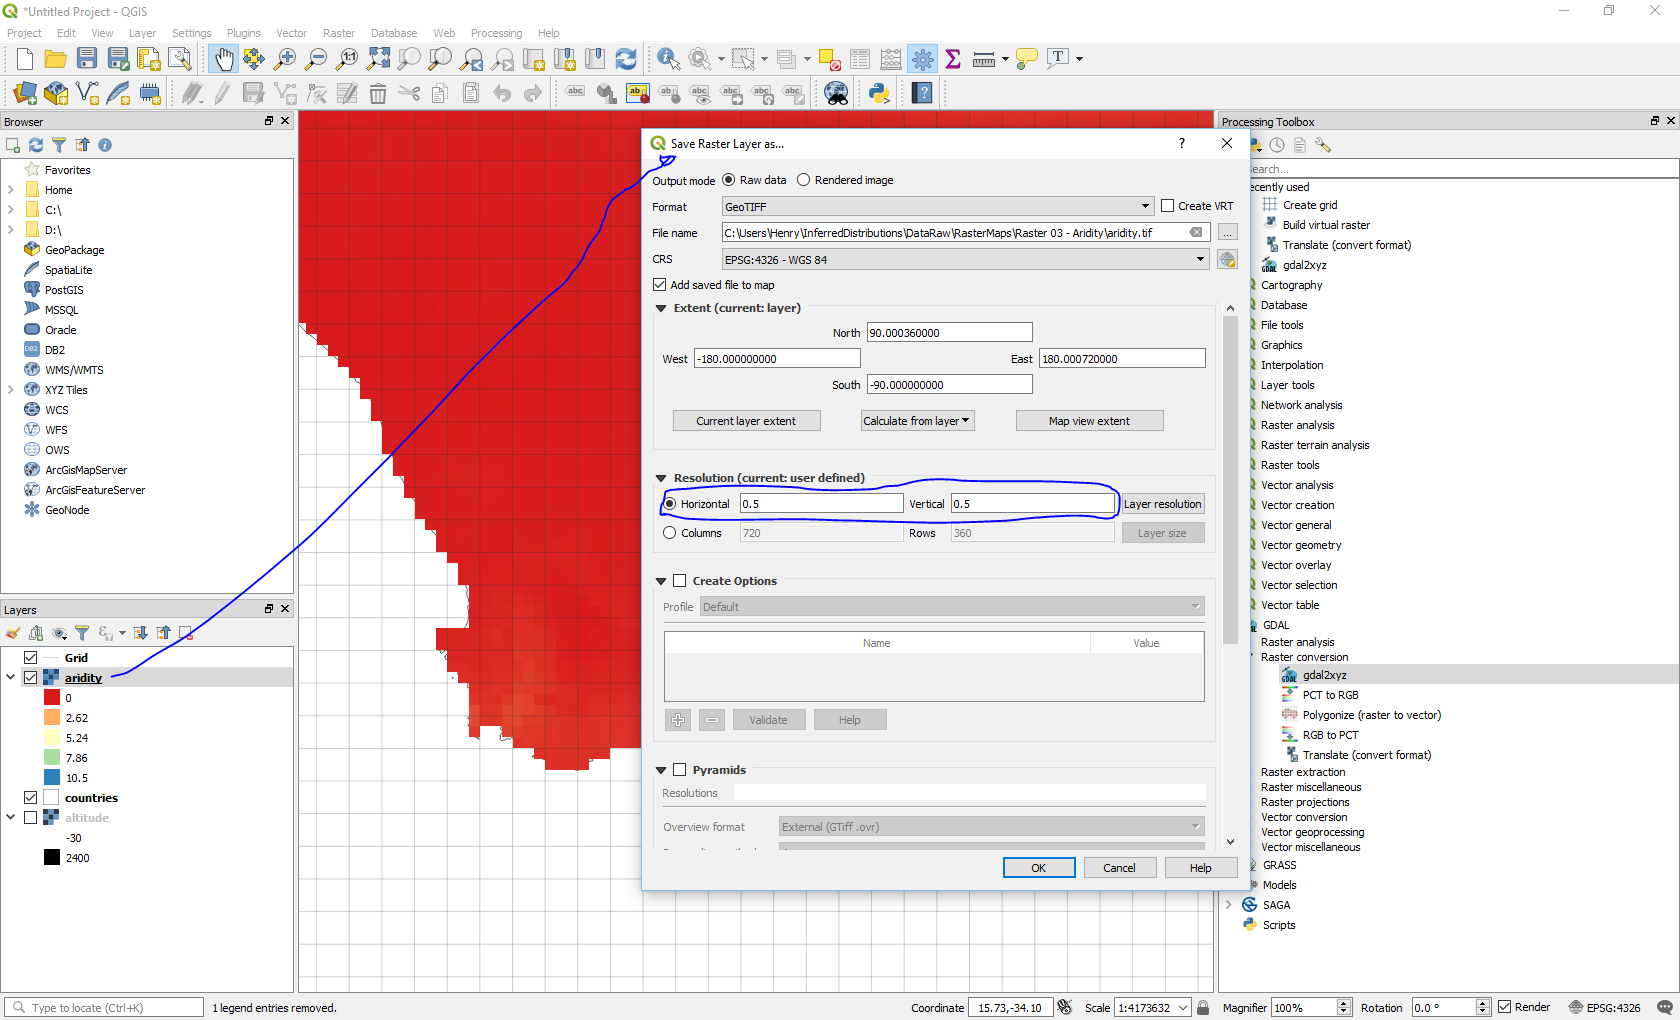 *Untitled Project - QGIS
Project Edit View Layer Settings Plugins Vector Raster Database Web Processing Help
Browser
Favorites
Home
C:\
D:\
GeoPackage
SpatiaLite
PostGIS
MSSQL
Oracle
DB2
WMS/WMTS
XYZ Tiles
WCS
WFS
OWS
ArcGisMapServer
ArcGisFeatureServer
GeoNode
Layers
Grid
aridity
0
2.62
5.24
7.86
10.5
countries
altitude
-30
2400
Save Raster Layer as...
Output mode Raw data Rendered image
Format GeoTIFF Create VRT
File name C:\Users\Henry\InferredDistributions\DataRaw\RasterMaps\Raster 03 - Aridity\aridity.tif ...
CRS EPSG:4326 - WGS 84
Add saved file to map
Extent (current: layer)
North 90.000360000
West -180.000000000 East 180.000720000
South -90.000000000
Current layer extent Calculate from layer Map view extent
Resolution (current: user defined)
Horizontal 0.5 Vertical 0.5 Layer resolution
Columns 720 Rows 360 Layer size
Create Options
Profile Default
Name Value
Validate Help
Pyramids
Resolutions
Overview format External (GTiff .ovr)
OK Cancel Help
Processing Toolbox
earch...
ecently used
Create grid
Build virtual raster
Translate (convert format)
gdal2xyz
Cartography
Database
File tools
Graphics
Interpolation
Layer tools
Network analysis
Raster analysis
Raster terrain analysis
Raster tools
Vector analysis
Vector creation
Vector general
Vector geometry
Vector overlay
Vector selection
Vector table
GDAL
Raster analysis
Raster conversion
gdal2xyz
PCT to RGB
Polygonize (raster to vector)
RGB to PCT
Translate (convert format)
Raster extraction
Raster miscellaneous
Raster projections
Vector conversion
Vector geoprocessing
Vector miscellaneous
GRASS
Models
SAGA
Scripts
Type to locate (Ctrl+K) 1 legend entries removed. Coordinate 15.73,-34.10 Scale 1:4173632 Magnifier 100% Rotation 0.0 ° Render EPSG:4326